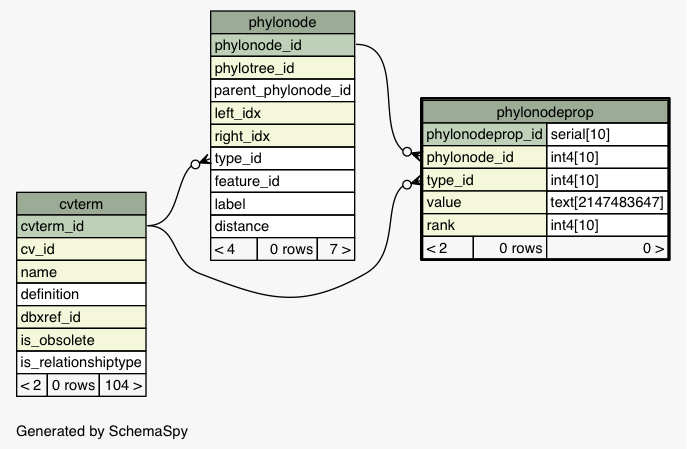 phylonode
phylonode_id
phylotree_id
parent_phylonode_id
left_idx
right_idx
type_id
feature_id
label
distance
< 4 0 rows 7 >
phylonodeprop
phylonodeprop_id serial[10]
phylonode_id int4[10]
type_id int4[10]
value text[2147483647]
rank int4[10]
< 2 0 rows 0 >
cvterm
cvterm_id
cv_id
name
definition
dbxref_id
is_obsolete
is_relationshiptype
< 2 0 rows 104 >
Generated by SchemaSpy